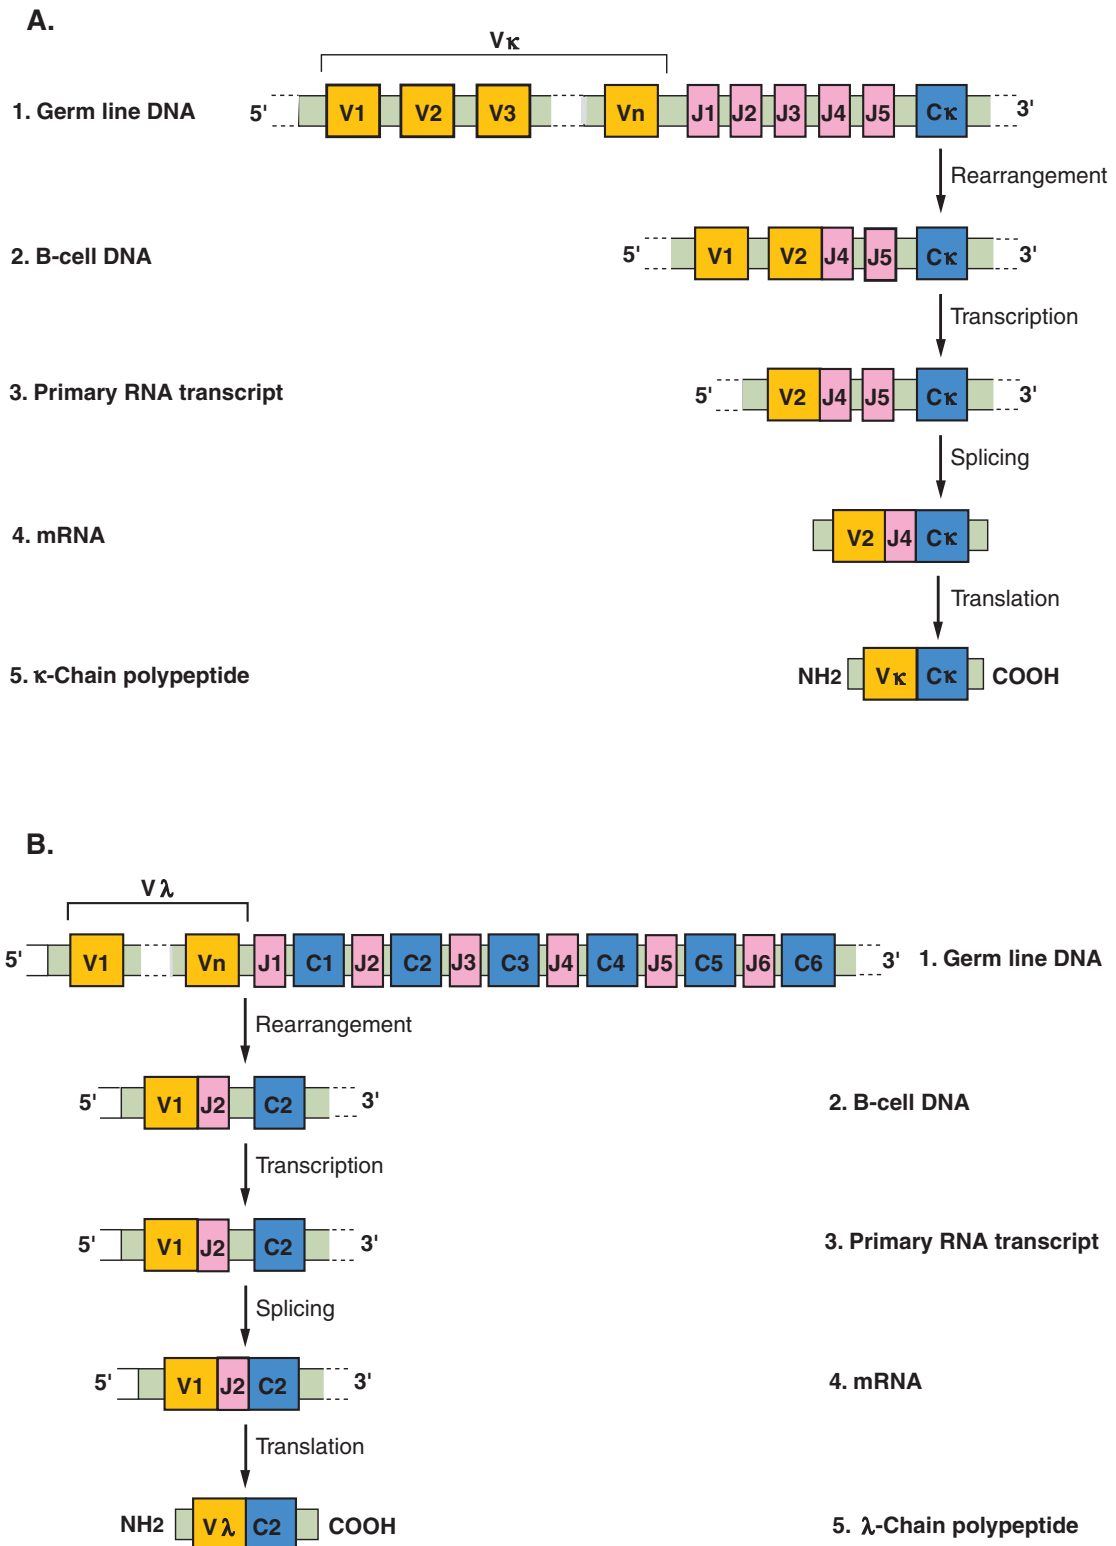 A.
Vκ
1. Germ line DNA 5' V1 V2 V3 Vn J1 J2 J3 J4 J5 Cκ 3'
Rearrangement
2. B-cell DNA 5' V1 V2 J4 J5 Cκ 3'
Transcription
3. Primary RNA transcript 5' V2 J4 J5 Cκ 3'
Splicing
4. mRNA V2 J4 Cκ
Translation
5. κ-Chain polypeptide NH2 Vκ Cκ COOH
B.
Vλ
5' V1 Vn J1 C1 J2 C2 J3 C3 J4 C4 J5 C5 J6 C6 3' 1. Germ line DNA
Rearrangement
5' V1 J2 C2 3' 2. B-cell DNA
Transcription
5' V1 J2 C2 3' 3. Primary RNA transcript
Splicing
5' V1 J2 C2 3' 4. mRNA
Translation
NH2 Vλ C2 COOH 5. λ-Chain polypeptide